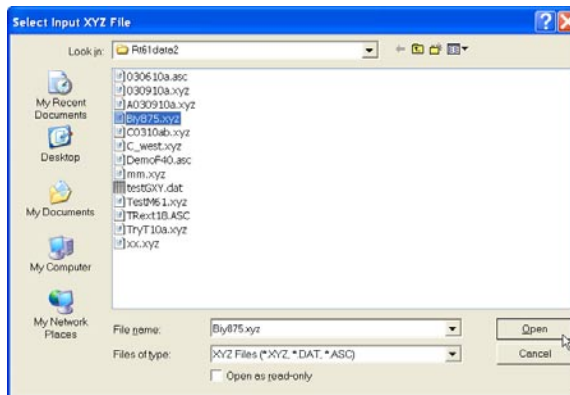 Select Input XYZ File
Look in: Rt61data2
My Recent Documents
Desktop
My Documents
My Computer
My Network Places
030610a.asc
030910a.xyz
A030910a.xyz
Biy875.xyz
C0310ab.xyz
C_west.xyz
DemoF40.asc
mm.xyz
testGXY.dat
TestM61.xyz
TRext18.ASC
TryT10a.xyz
xx.xyz
File name: Biy875.xyz Open
Files of type: XYZ Files (*.XYZ, *.DAT, *.ASC) Cancel
Open as read-only